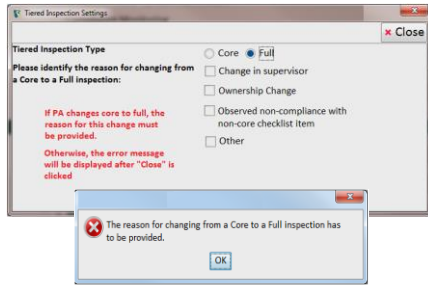 Tiered Inspection Settings
Close
Tiered Inspection Type
Core
Full
Please identify the reason for changing from
a Core to a Full inspection:
Change in supervisor
Ownership Change
Observed non-compliance with
non-core checklist item
Other
If PA changes core to full, the
reason for this change must
be provided.
Otherwise, the error message
will be displayed after "Close" is
clicked
The reason for changing from a Core to a Full inspection has
to be provided.
OK